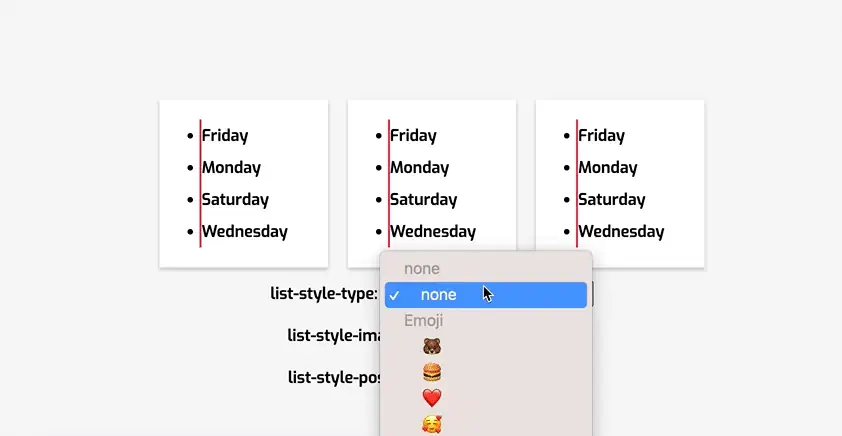 Friday
Monday
Saturday
Wednesday
Friday
Monday
Saturday
Wednesday
Friday
Monday
Saturday
Wednesday
none
list-style-type:
✓ none
Emoji
list-style-ima
🐻
🍔
list-style-pos
❤️
🥰